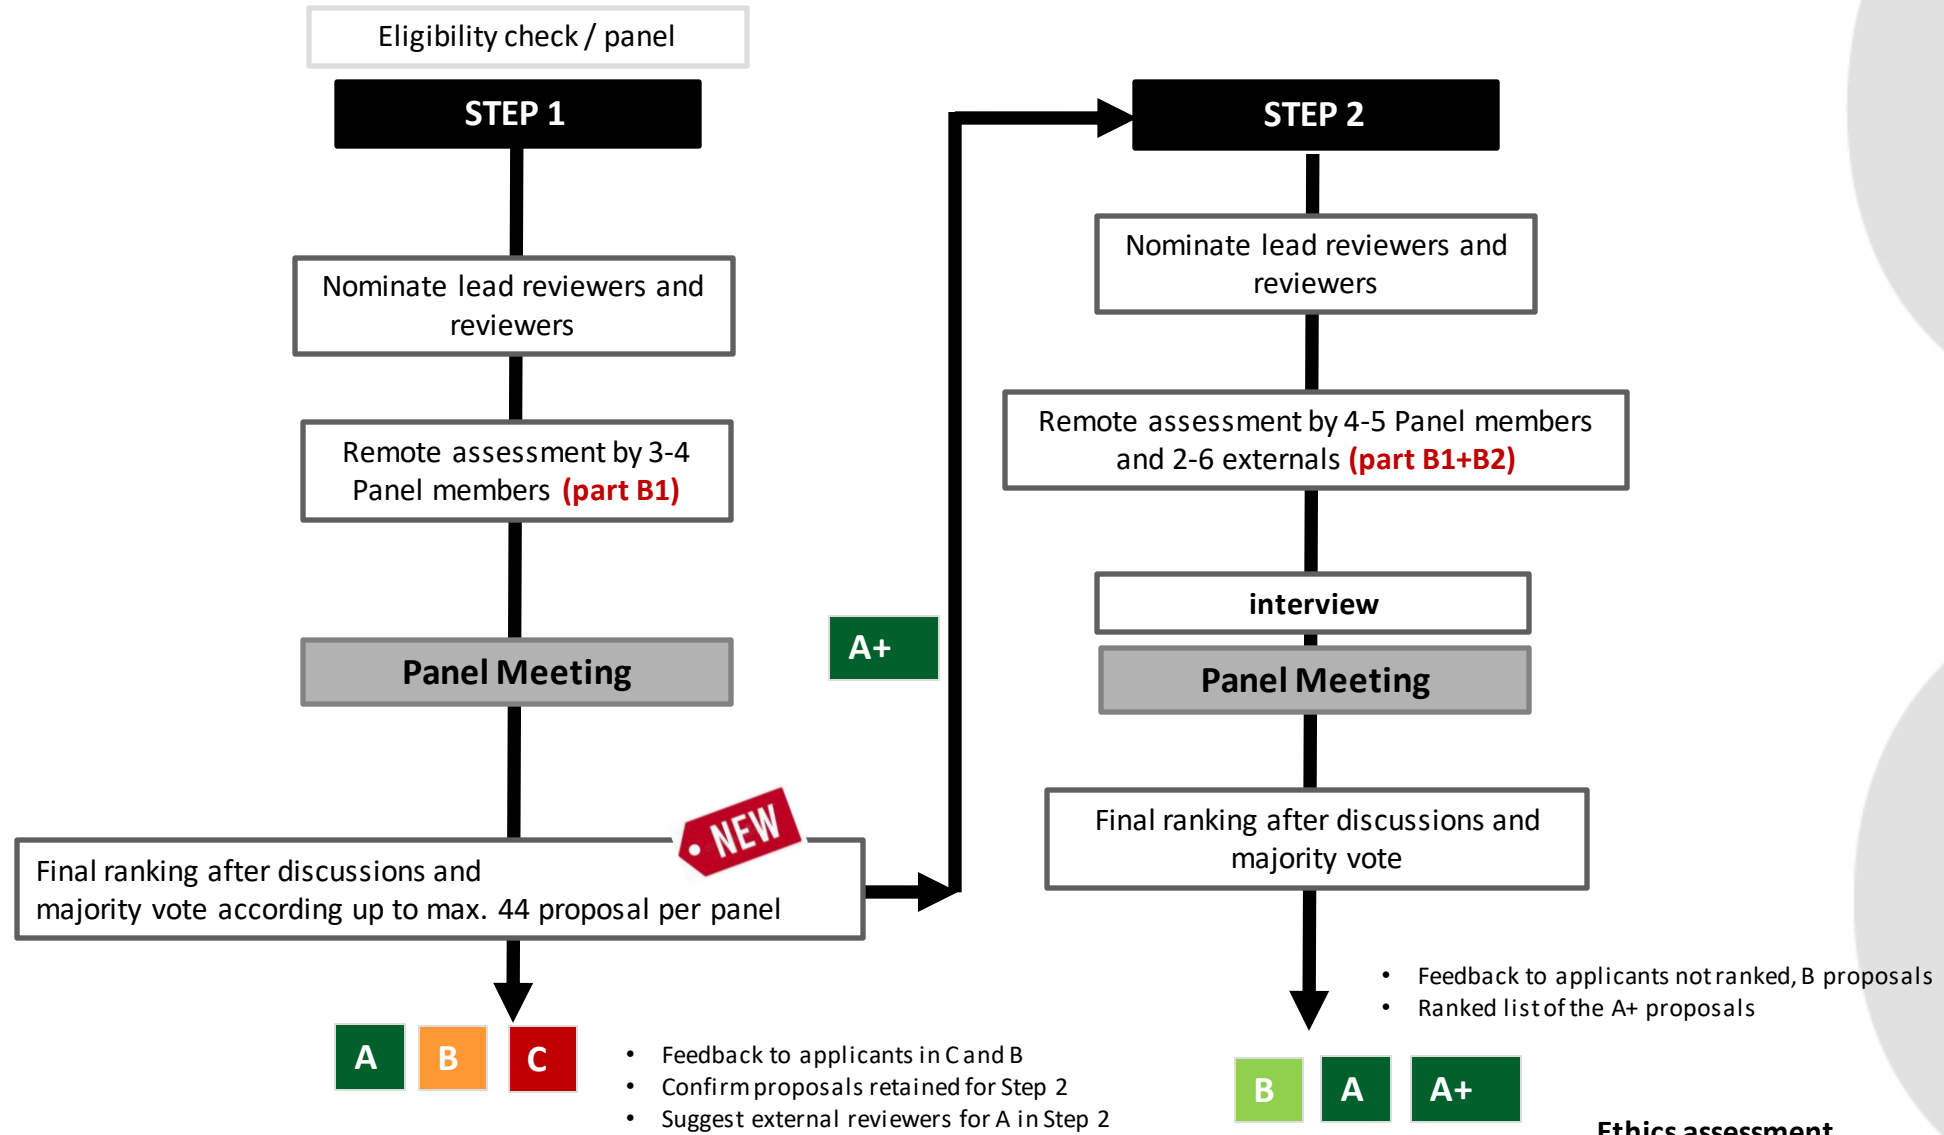 Eligibility check / panel
STEP 1
Nominate lead reviewers and
reviewers
Remote assessment by 3-4
Panel members (part B1)
Panel Meeting
NEW
Final ranking after discussions and
majority vote according up to max. 44 proposal per panel
A B C
• Feedback to applicants in C and B
• Confirm proposals retained for Step 2
• Suggest external reviewers for A in Step 2
A+
STEP 2
Nominate lead reviewers and
reviewers
Remote assessment by 4-5 Panel members
and 2-6 externals (part B1+B2)
interview
Panel Meeting
Final ranking after discussions and
majority vote
• Feedback to applicants not ranked, B proposals
• Ranked list of the A+ proposals
B A A+
Ethics assessment